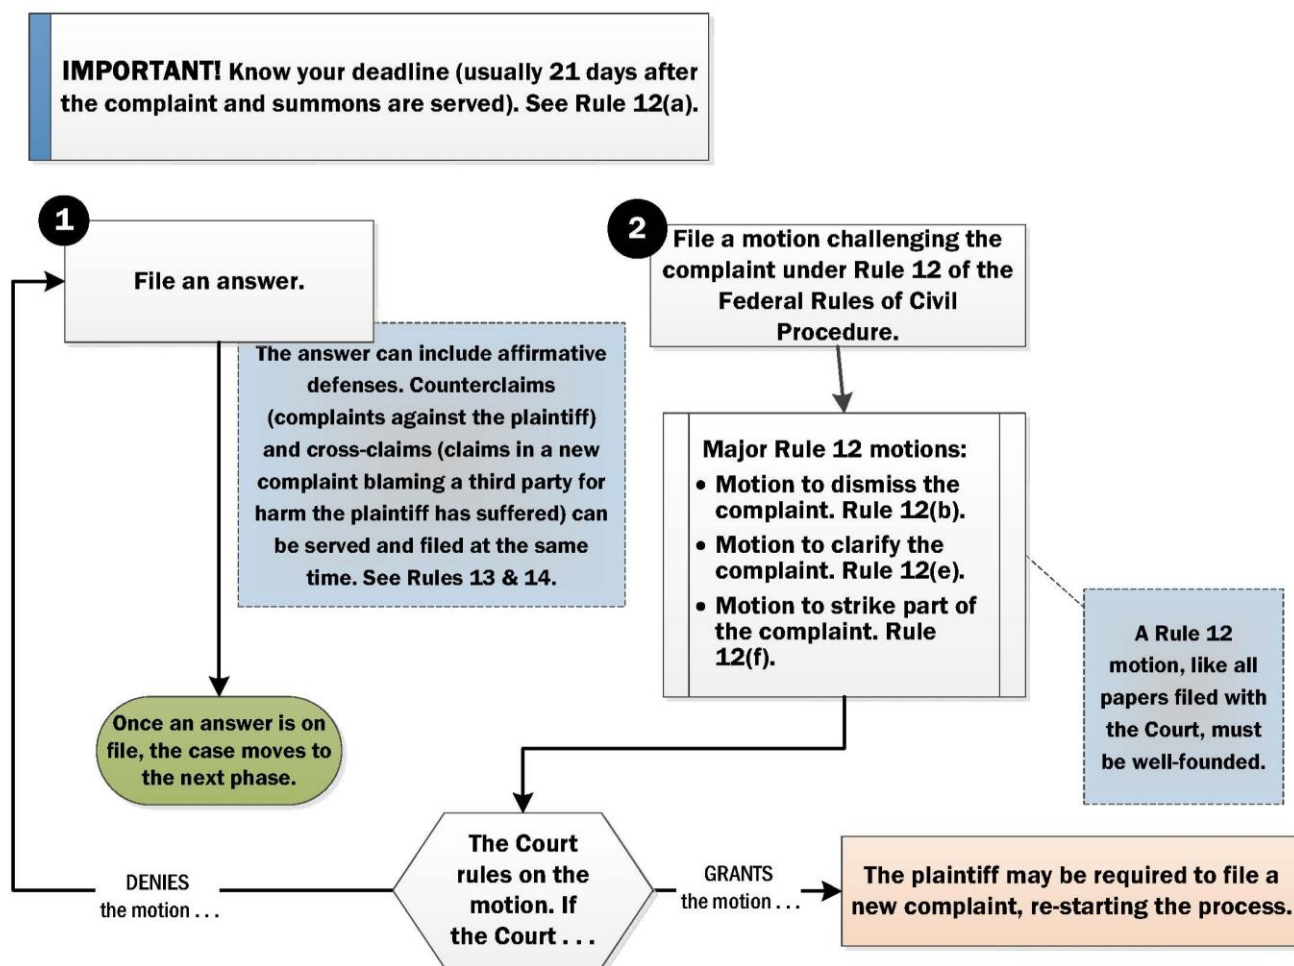 IMPORTANT! Know your deadline (usually 21 days after
the complaint and summons are served). See Rule 12(a).
1
File an answer.
The answer can include affirmative
defenses. Counterclaims
(complaints against the plaintiff)
and cross-claims (claims in a new
complaint blaming a third party for
harm the plaintiff has suffered) can
be served and filed at the same
time. See Rules 13 & 14.
Once an answer is on
file, the case moves to
the next phase.
2
File a motion challenging the
complaint under Rule 12 of the
Federal Rules of Civil
Procedure.
Major Rule 12 motions:
• Motion to dismiss the
complaint. Rule 12(b).
• Motion to clarify the
complaint. Rule 12(e).
• Motion to strike part of
the complaint. Rule
12(f).
A Rule 12
motion, like all
papers filed with
the Court, must
be well-founded.
The Court
rules on the
motion. If
the Court . . .
DENIES
the motion . . .
GRANTS
the motion . . .
The plaintiff may be required to file a
new complaint, re-starting the process.